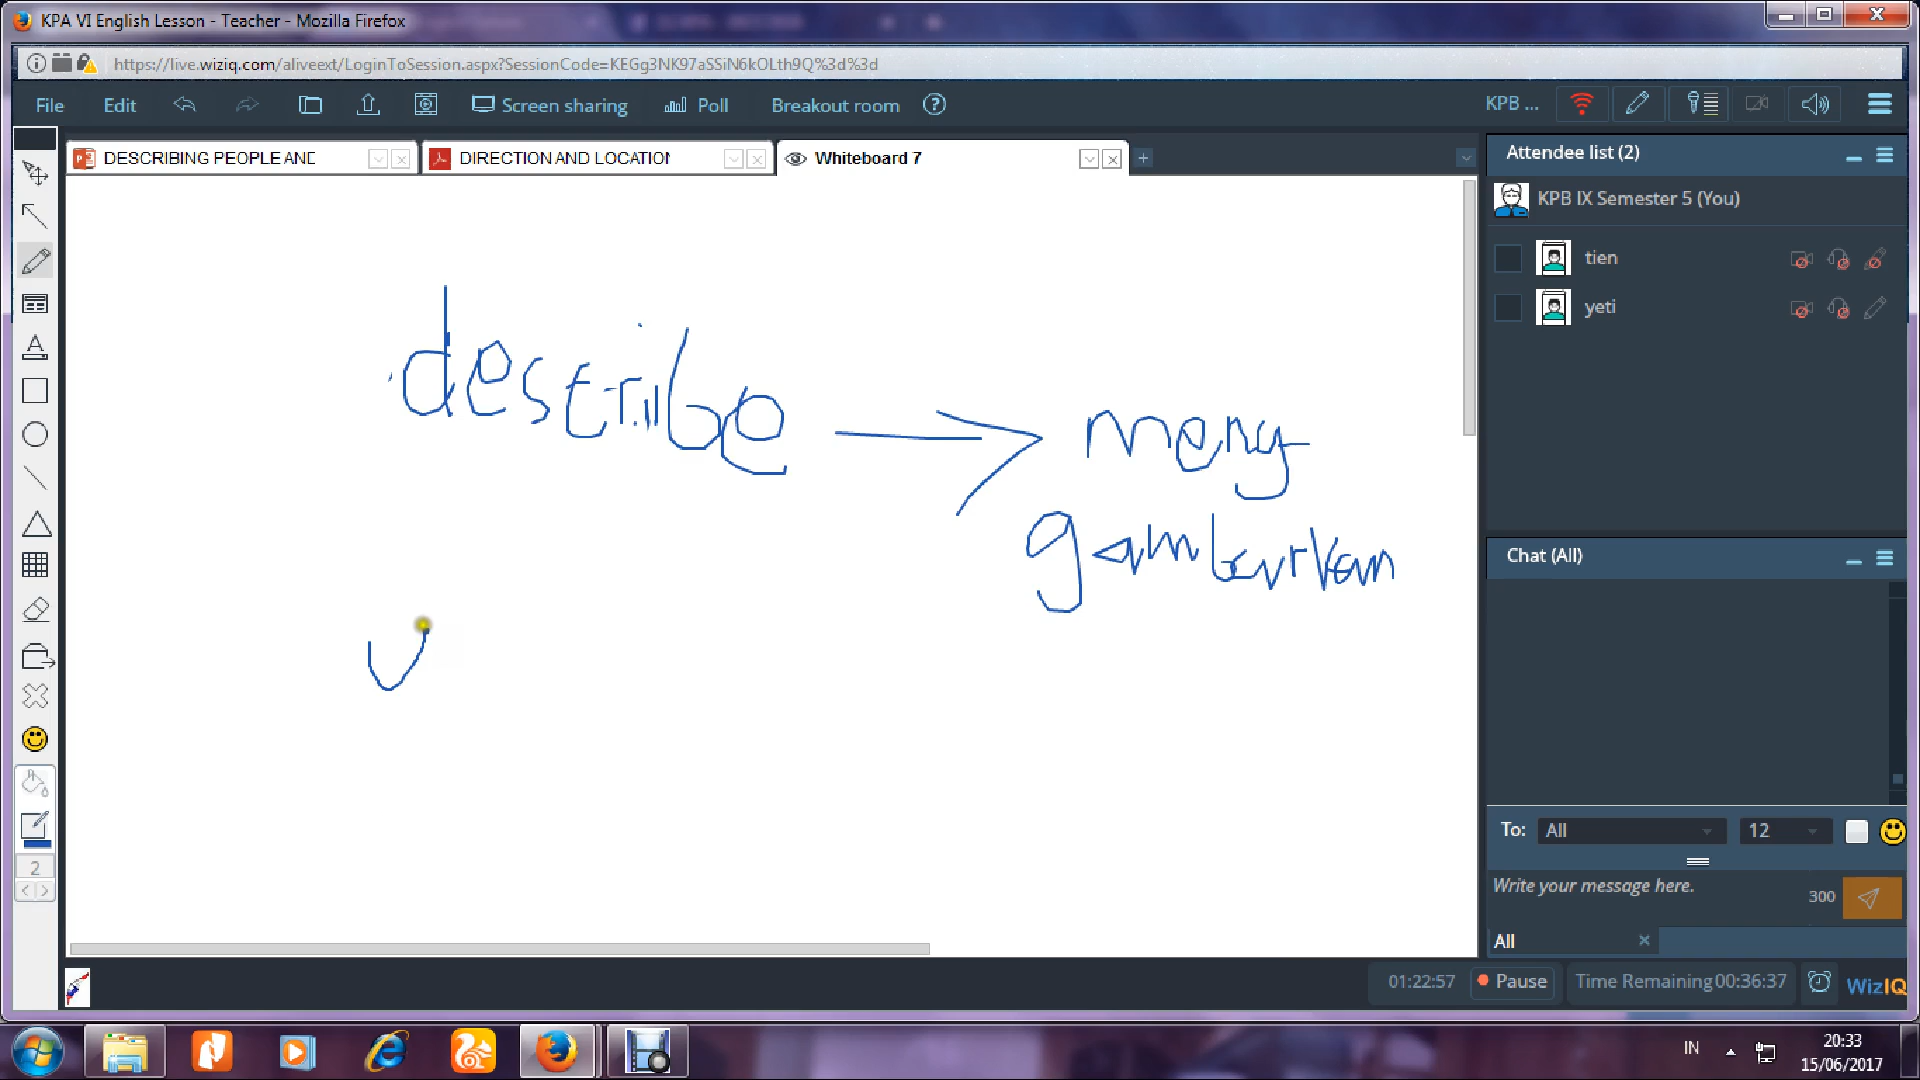 KPA VI English Lesson - Teacher - Mozilla Firefox
https://live.wiziq.com/aliveext/LoginToSession.aspx?SessionCode=KEGg3NK97aSSiN6kOLth9Q%3d%3d
File Edit Screen sharing Poll Breakout room ? KPB ...
DESCRIBING PEOPLE AND DIRECTION AND LOCATION Whiteboard 7
Attendee list (2)
KPB IX Semester 5 (You)
tien
yeti
describe → meng
gambarkan
Chat (All)
To: All 12
Write your message here. 300
All
2
01:22:57 Pause Time Remaining 00:36:37 WizIQ
IN 20:33
15/06/2017